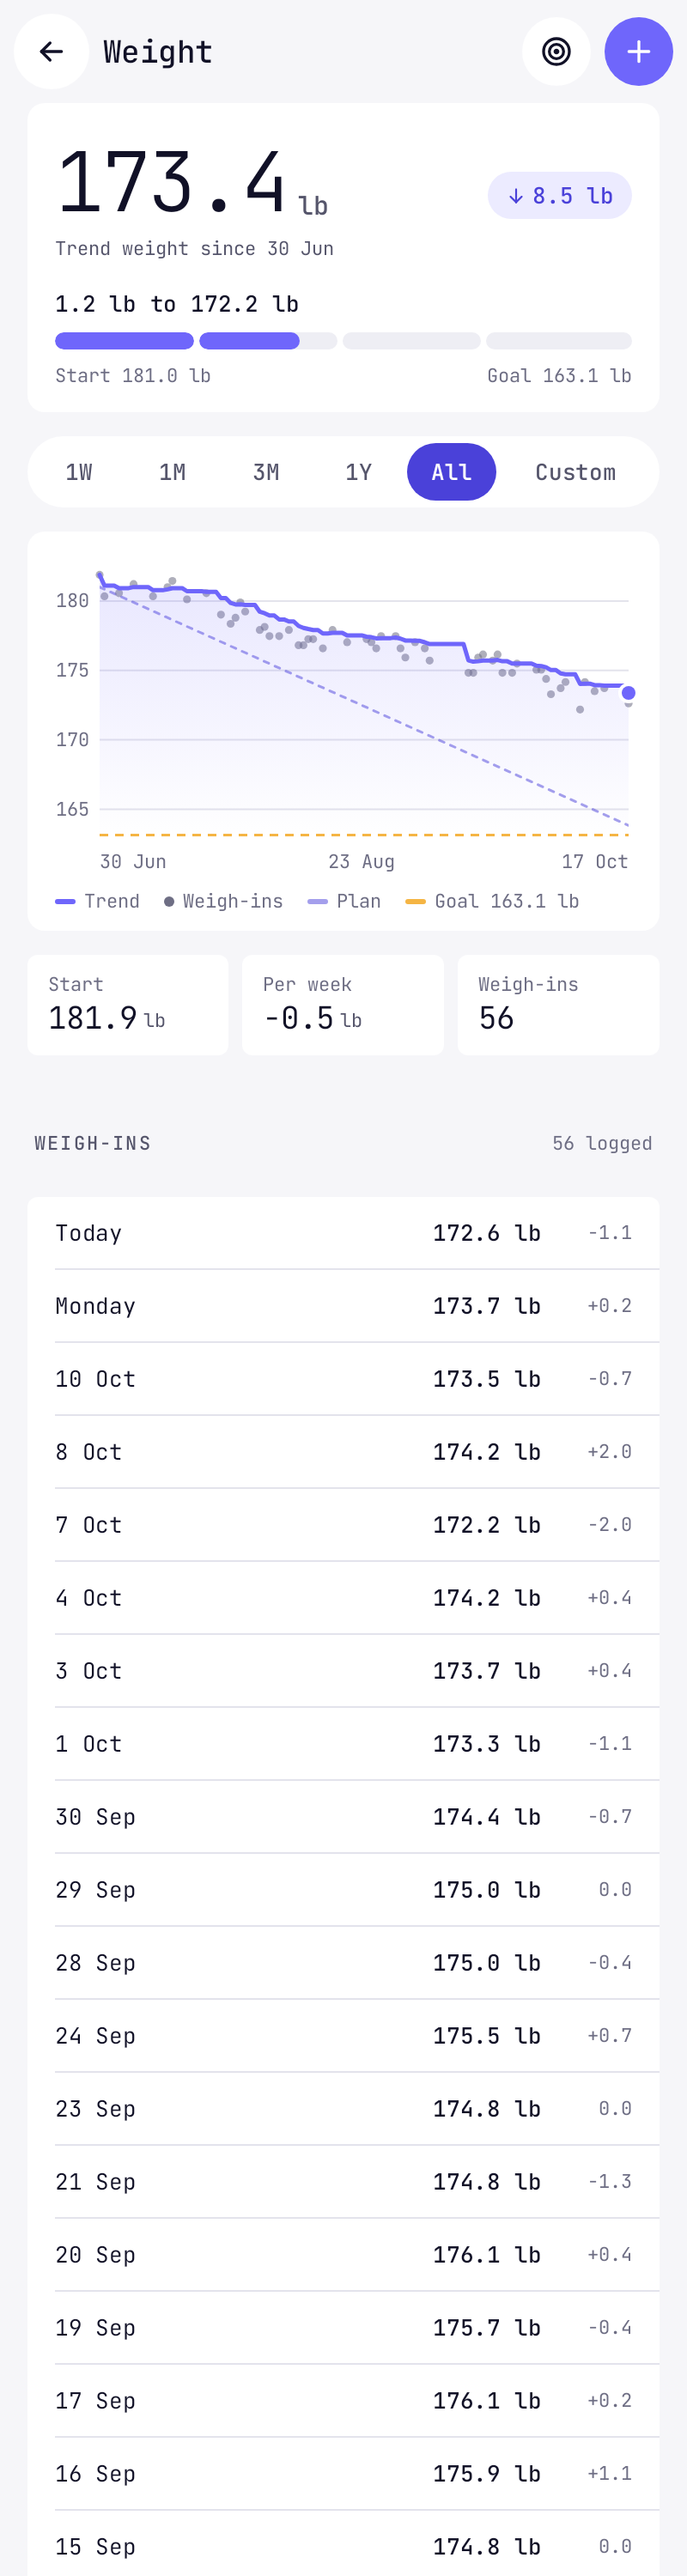 Weight
173.4 lb
↓ 8.5 lb
Trend weight since 30 Jun
1.2 lb to 172.2 lb
Start 181.0 lb Goal 163.1 lb
1W 1M 3M 1Y All Custom
180
175
170
165
30 Jun 23 Aug 17 Oct
Trend Weigh-ins Plan Goal 163.1 lb
Start Per week Weigh-ins
181.9 lb -0.5 lb 56
WEIGH-INS 56 logged
Today 172.6 lb -1.1
Monday 173.7 lb +0.2
10 Oct 173.5 lb -0.7
8 Oct 174.2 lb +2.0
7 Oct 172.2 lb -2.0
4 Oct 174.2 lb +0.4
3 Oct 173.7 lb +0.4
1 Oct 173.3 lb -1.1
30 Sep 174.4 lb -0.7
29 Sep 175.0 lb 0.0
28 Sep 175.0 lb -0.4
24 Sep 175.5 lb +0.7
23 Sep 174.8 lb 0.0
21 Sep 174.8 lb -1.3
20 Sep 176.1 lb +0.4
19 Sep 175.7 lb -0.4
17 Sep 176.1 lb +0.2
16 Sep 175.9 lb +1.1
15 Sep 174.8 lb 0.0